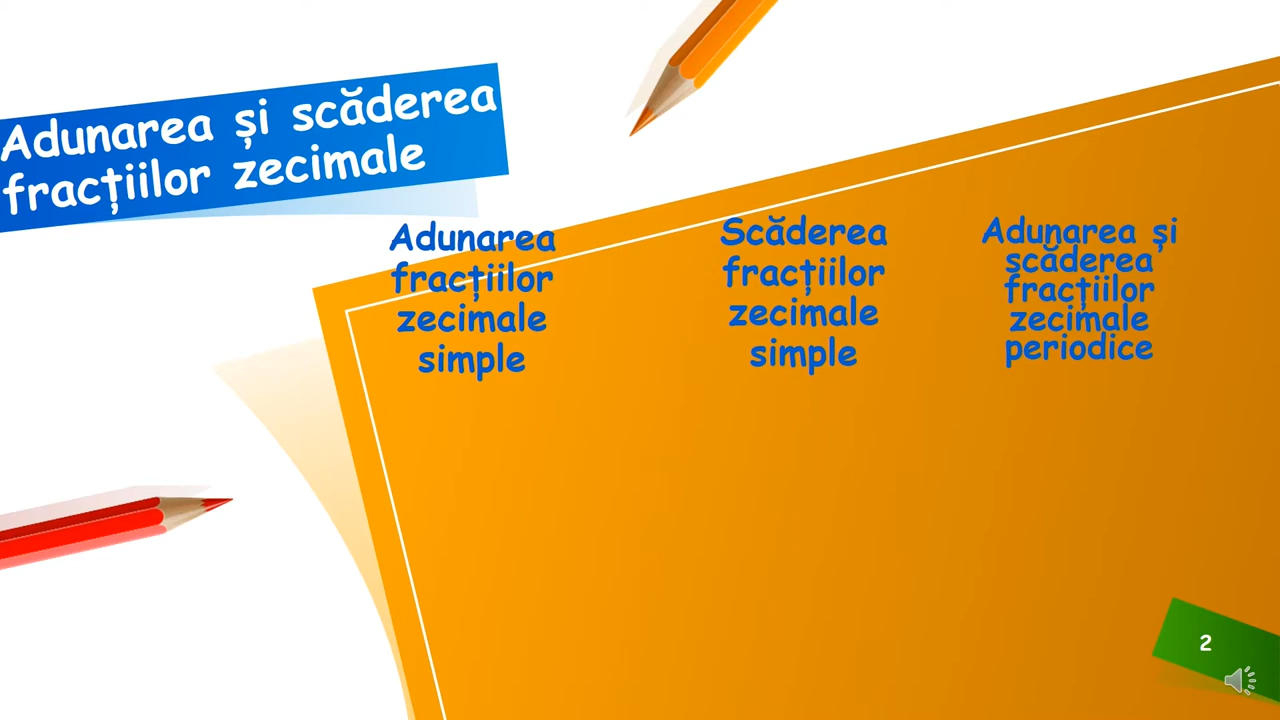 Adunarea și scăderea
fracțiilor zecimale
Adunarea
fracțiilor
zecimale
simple
Scăderea
fracțiilor
zecimale
simple
Adunarea și
scăderea
fracțiilor
zecimale
periodice
2